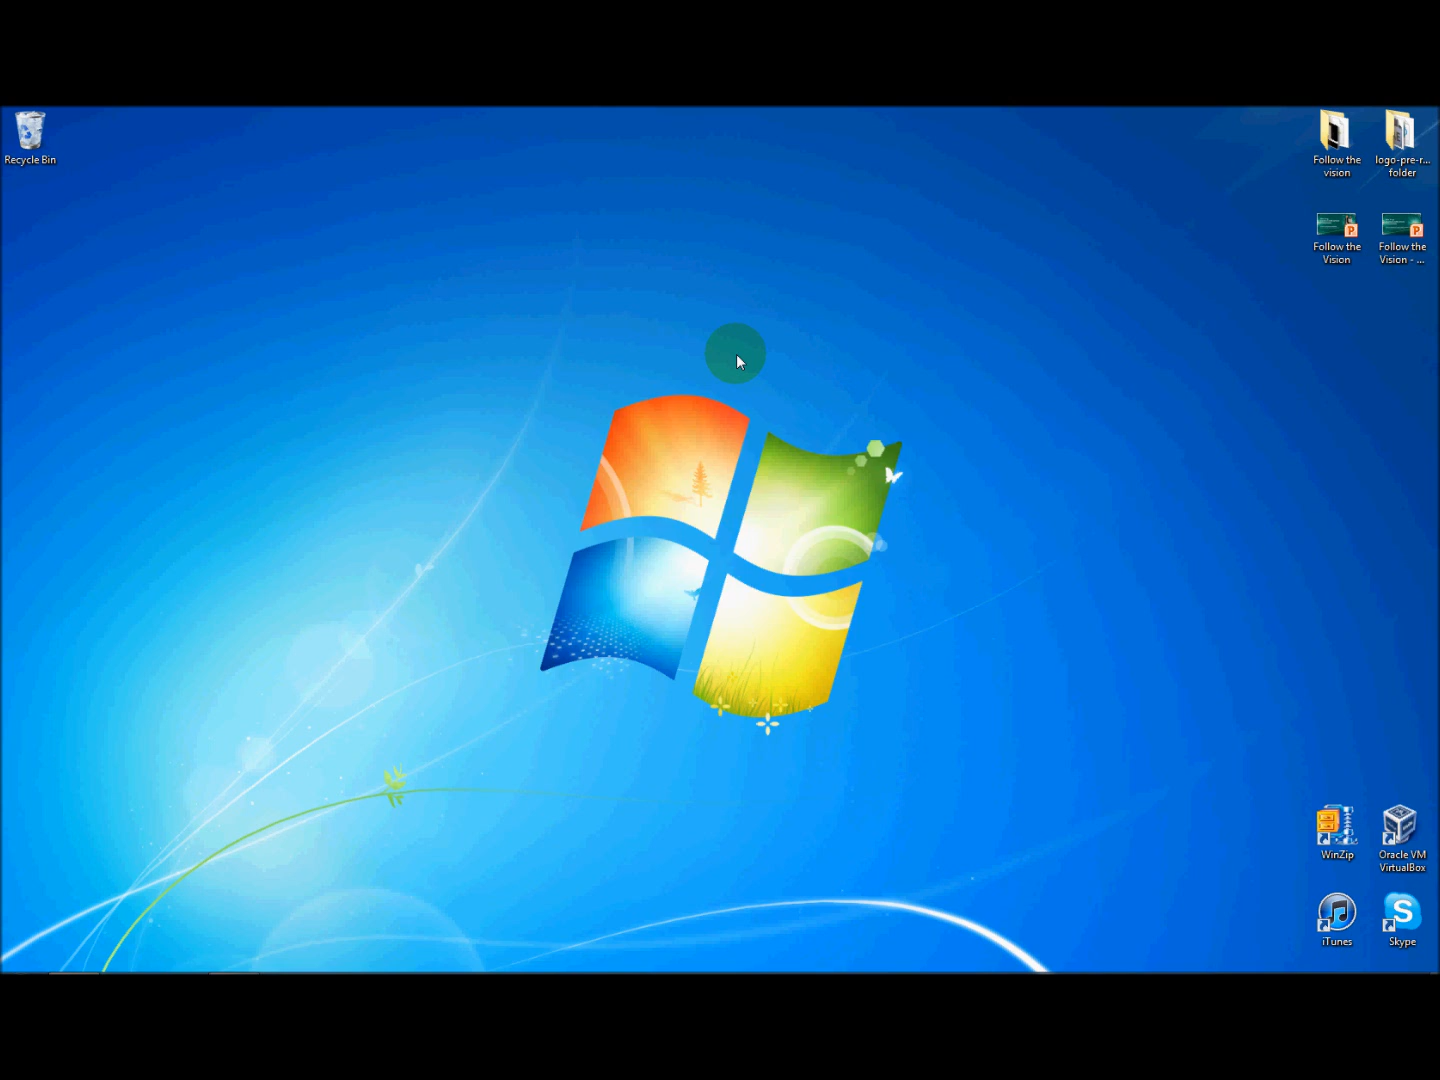 Recycle Bin
Follow the
vision
logo-pre-r...
folder
P
P
Follow the
Vision
Follow the
Vision - ...
WinZip
Oracle VM
VirtualBox
S
iTunes
Skype